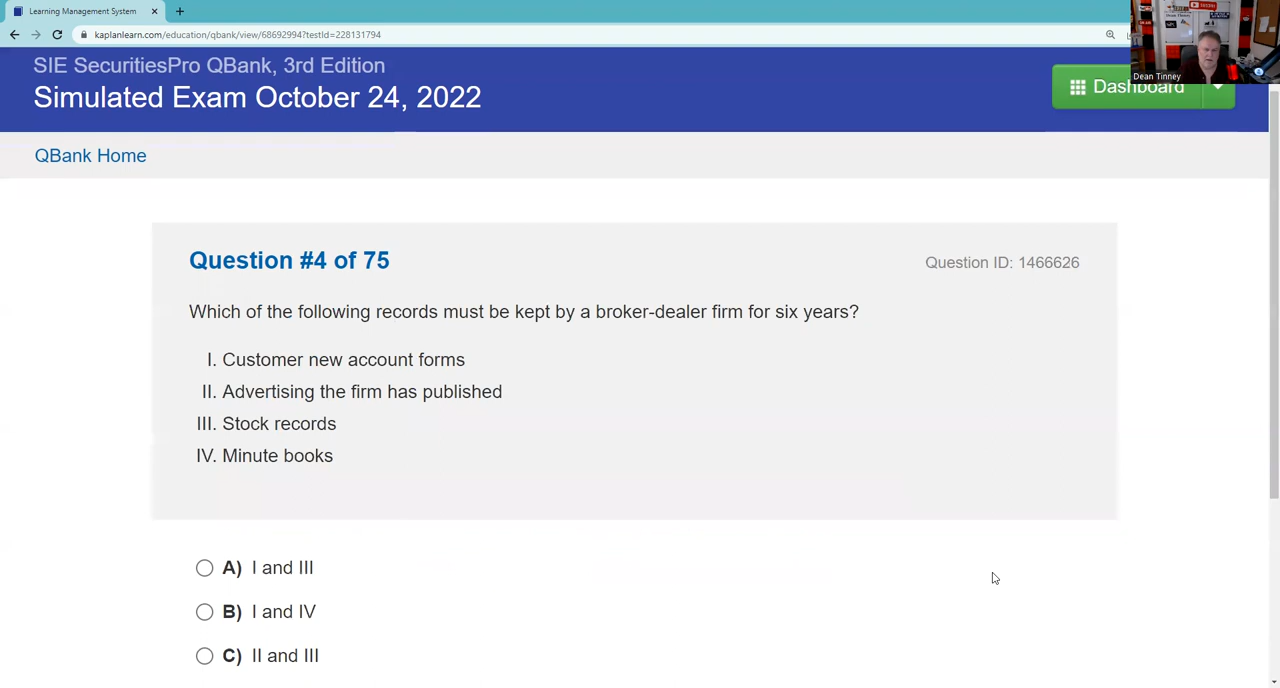 Learning Management System
kaplanlearn.com/education/qbank/view/68692994?testId=228131794
Dean Tinney
SIE SecuritiesPro QBank, 3rd Edition
Simulated Exam October 24, 2022
Dashboard
QBank Home
Question #4 of 75
Question ID: 1466626
Which of the following records must be kept by a broker-dealer firm for six years?
I. Customer new account forms
II. Advertising the firm has published
III. Stock records
IV. Minute books
A) I and III
B) I and IV
C) II and III